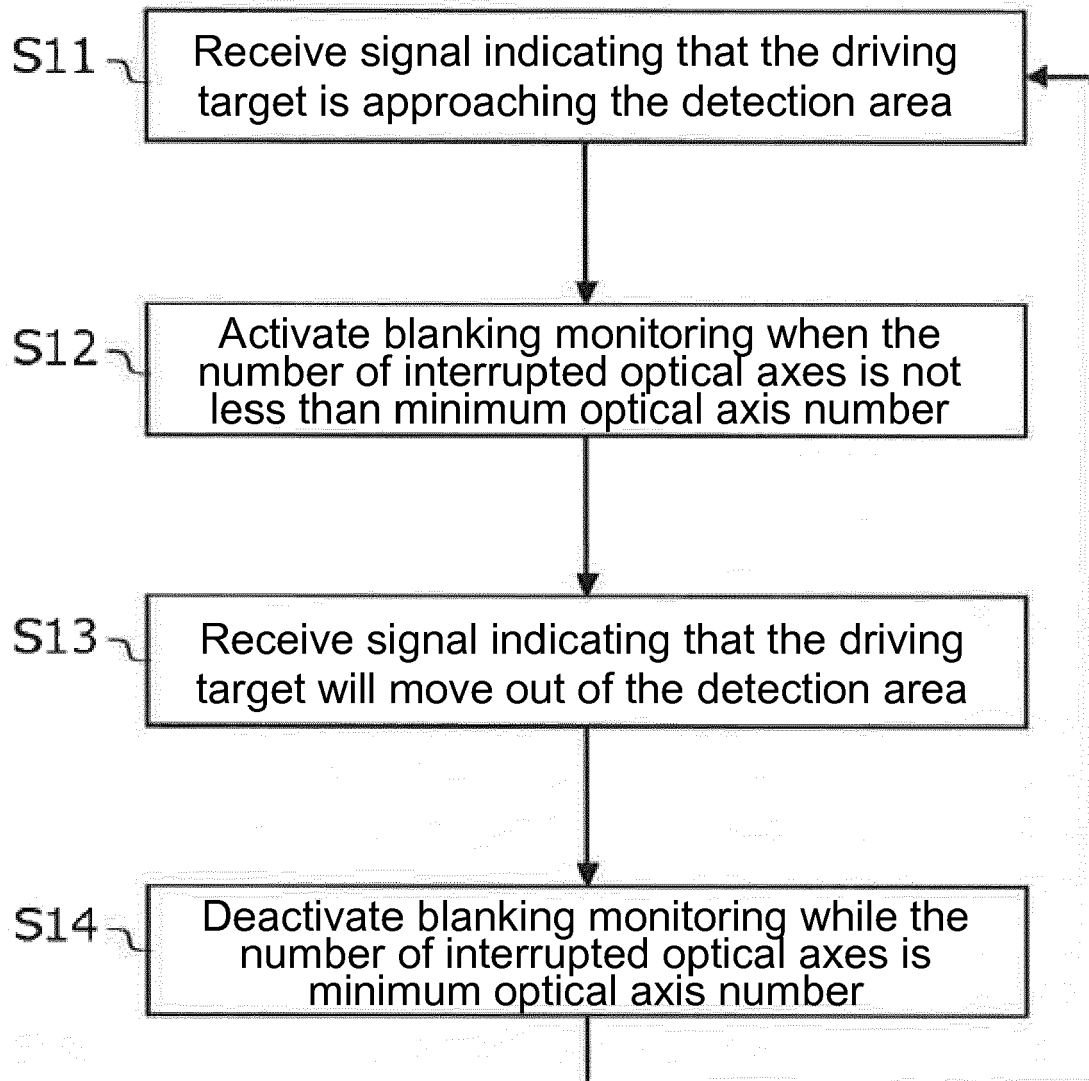 S11
Receive signal indicating that the driving
target is approaching the detection area
S12
Activate blanking monitoring when the
number of interrupted optical axes is not
less than minimum optical axis number
S13
Receive signal indicating that the driving
target will move out of the detection area
S14
Deactivate blanking monitoring while the
number of interrupted optical axes is
minimum optical axis number